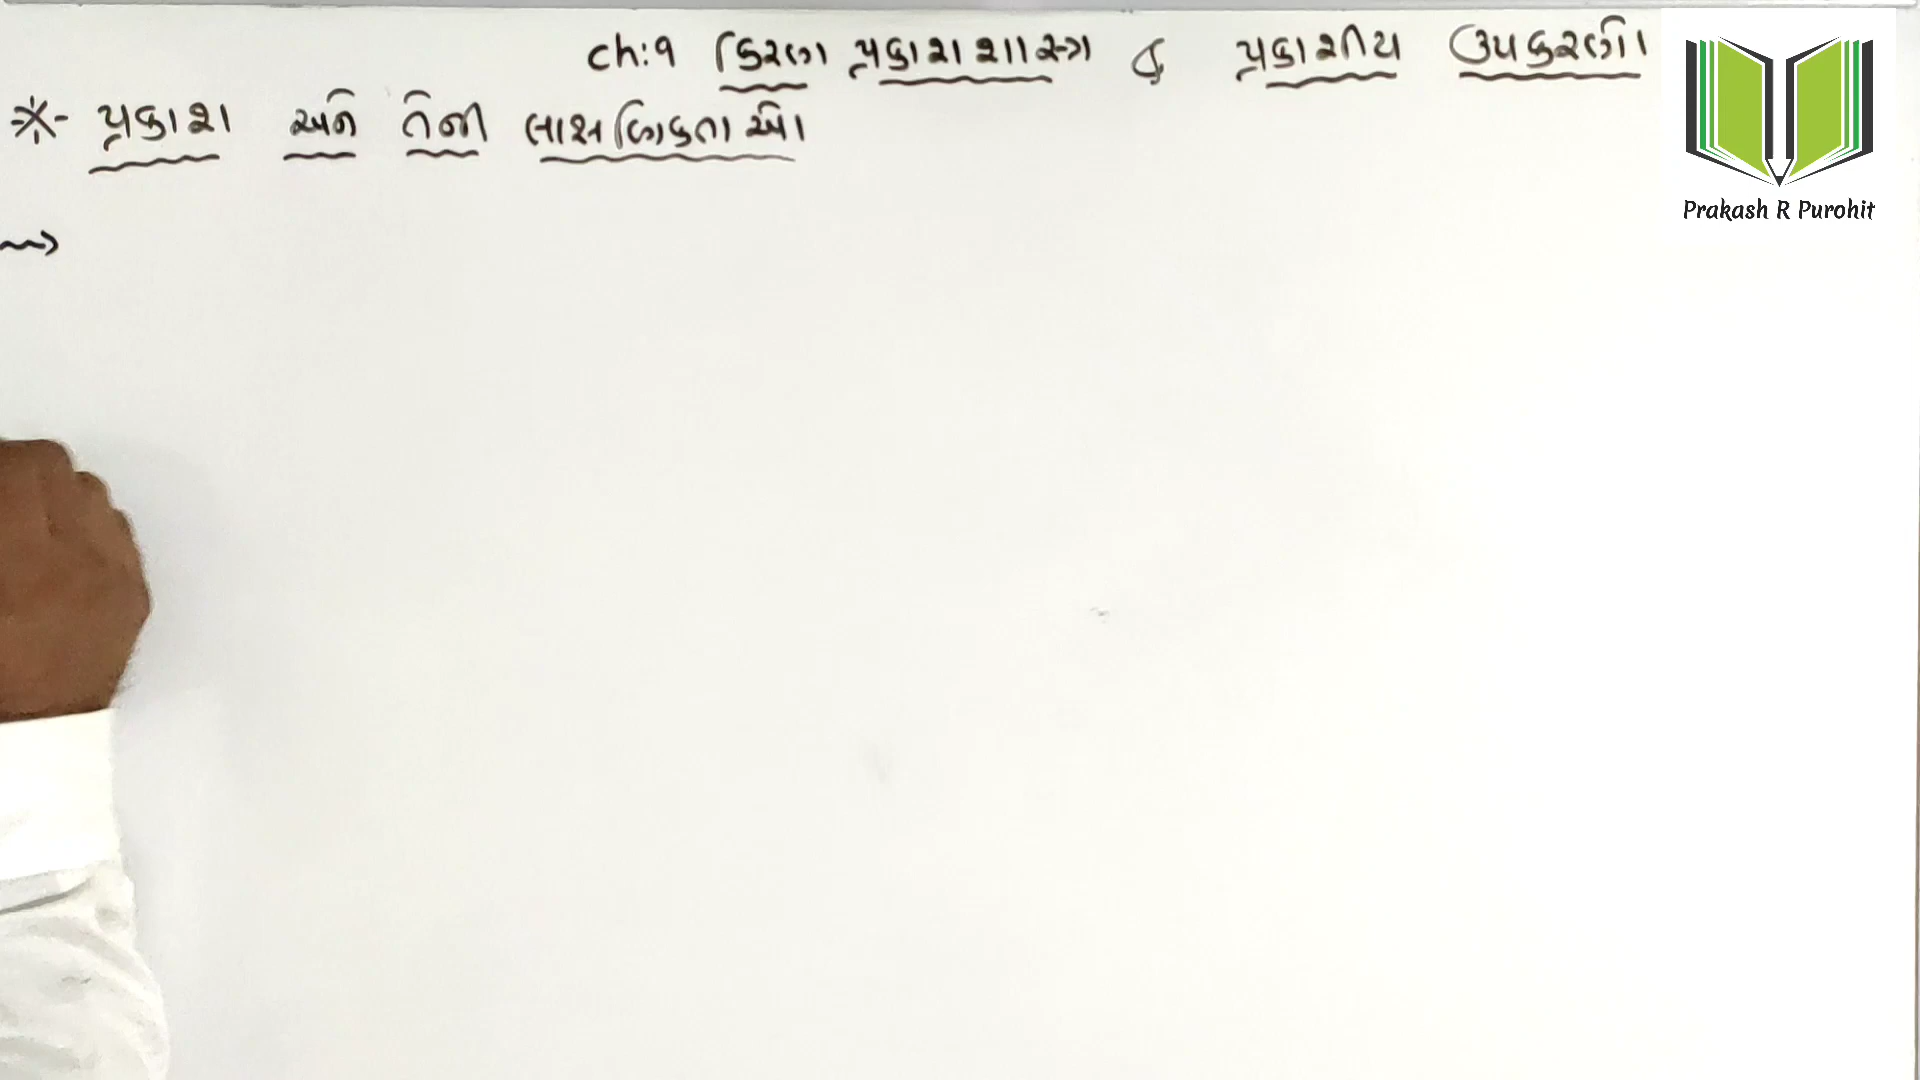 ch:9 કિરણ પ્રકાશશાસ્ત્ર & પ્રકાશીય ઉપકરણો
* પ્રકાશ અને તેની લાક્ષણિકતાઓ
Prakash R Purohit